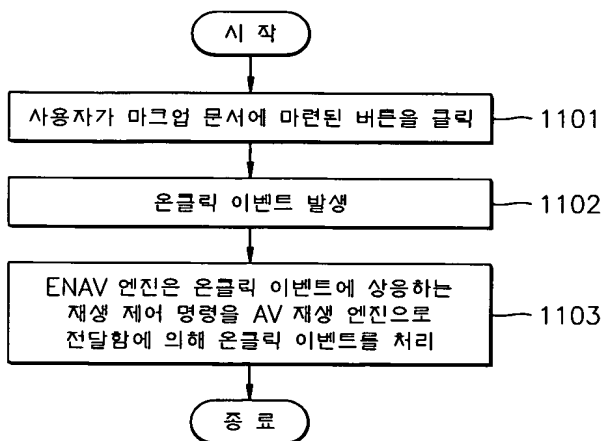 시 작
사용자가 마크업 문서에 마련된 버튼을 클릭
1101
온클릭 이벤트 발생
1102
ENAV 엔진은 온클릭 이벤트에 상응하는
재생 제어 명령을 AV 재생 엔진으로
전달함에 의해 온클릭 이벤트를 처리
1103
종 료